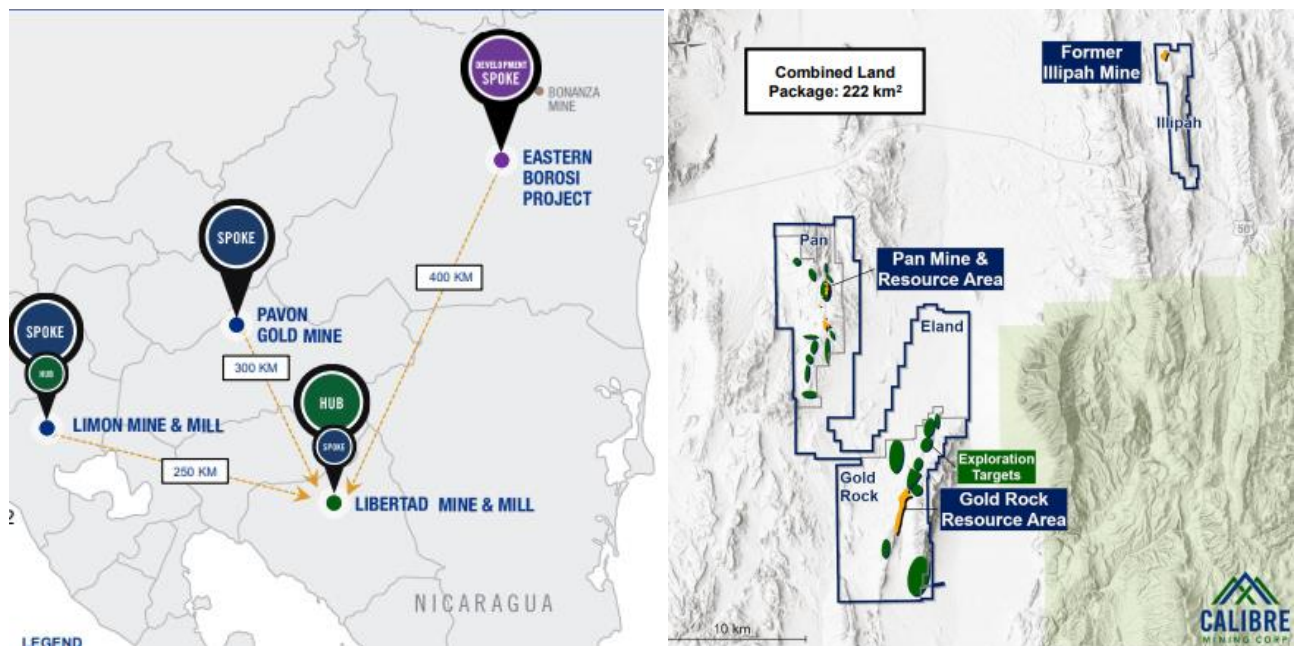 DEVELOPMENT
SPOKE
BONANZA
MINE
EASTERN
BOROSI
PROJECT
SPOKE
400 KM
PAVON
GOLD MINE
SPOKE
HUB
300 KM
HUB
SPOKE
LIMON MINE & MILL
250 KM
LIBERTAD MINE & MILL
NICARAGUA
LEGEND
Combined Land
Package: 222 km²
Former
Illipah Mine
Illipah
50
Pan
Pan Mine &
Resource Area
Eland
Exploration
Targets
Gold
Rock
Gold Rock
Resource Area
10 km
CALIBRE
MINING CORP